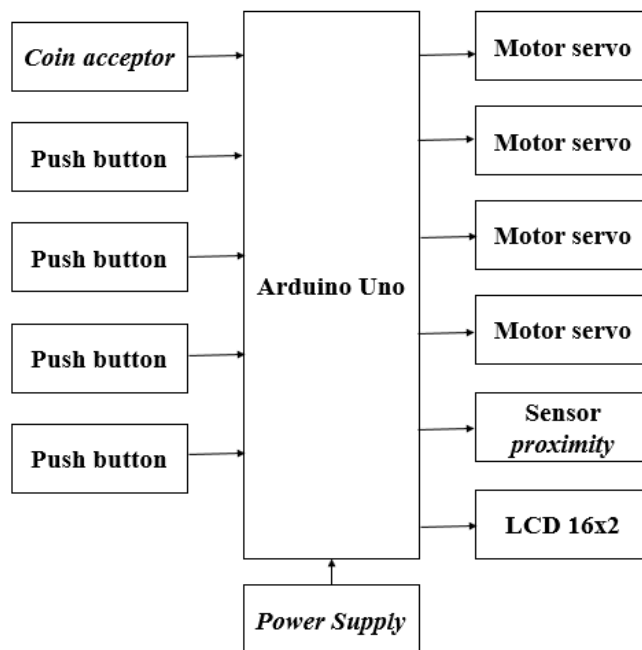 Coin acceptor
Push button
Push button
Push button
Push button
Arduino Uno
Motor servo
Motor servo
Motor servo
Motor servo
Sensor
proximity
LCD 16x2
Power Supply